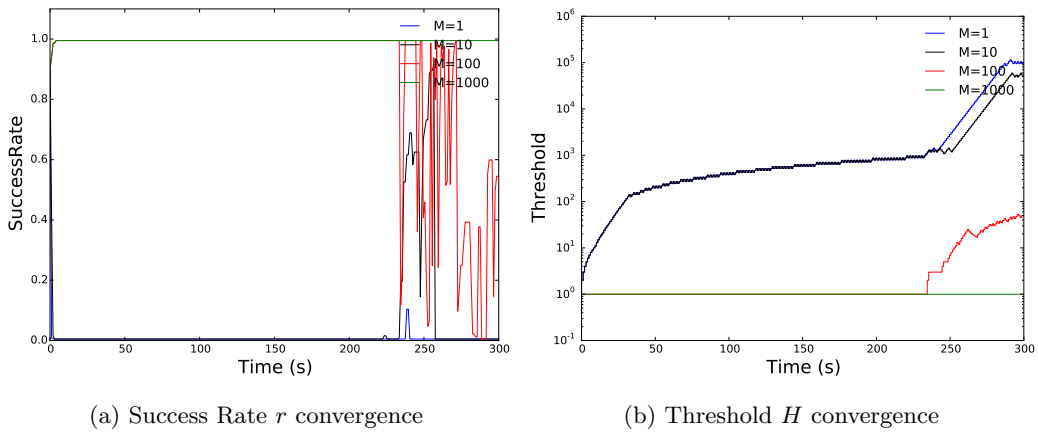 M=1
M=10
M=100
M=1000
SuccessRate
1.0
0.8
0.6
0.4
0.2
0.0
0 50 100 150 200 250 300
Time (s)
(a) Success Rate r convergence
M=1
M=10
M=100
M=1000
Threshold
10^6
10^5
10^4
10^3
10^2
10^1
10^0
10^-1
0 50 100 150 200 250 300
Time (s)
(b) Threshold H convergence